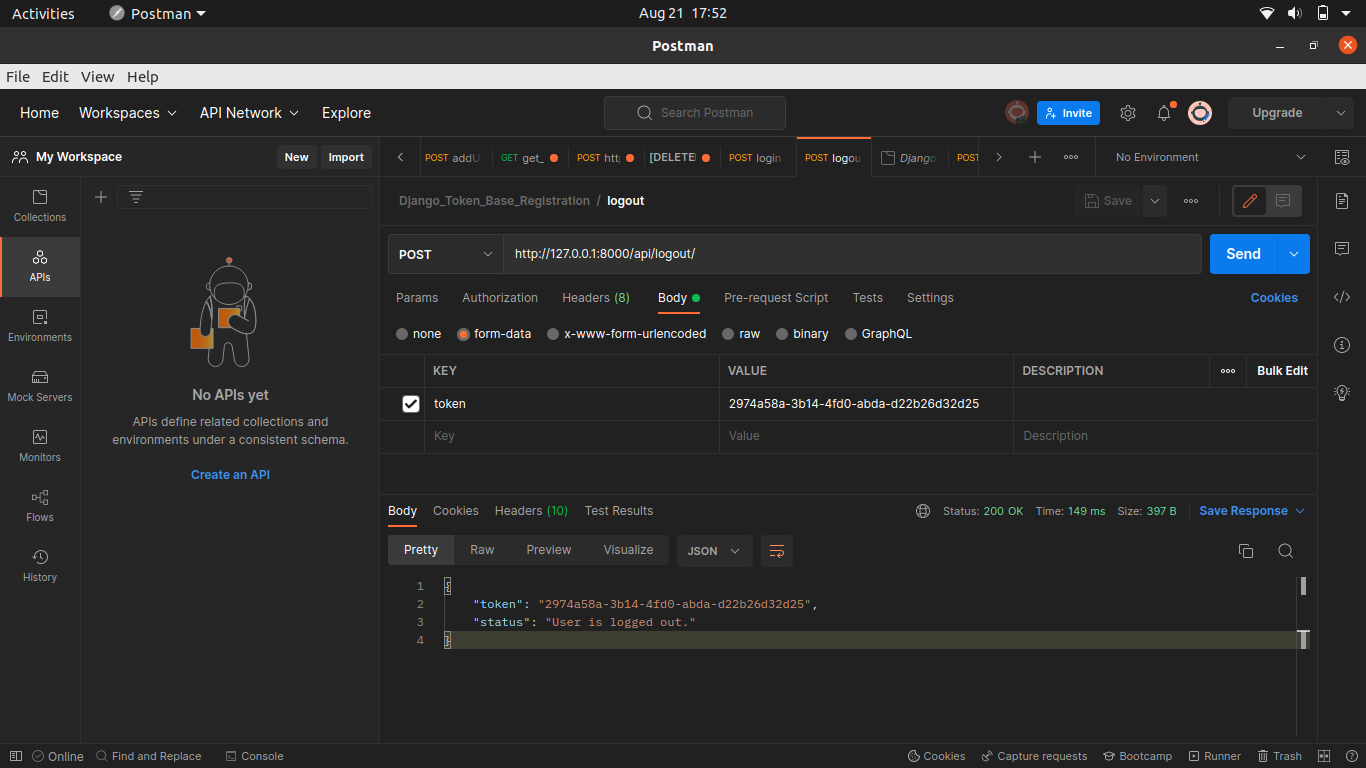 Activities Postman Aug 21 17:52
Postman
File Edit View Help
Home Workspaces API Network Explore Search Postman Invite Upgrade
My Workspace New Import POST addU GET get_ POST htt [DELETE POST login POST logou Django_ POST No Environment
Collections
APIs
Environments
Mock Servers
Monitors
Flows
History
No APIs yet
APIs define related collections and
environments under a consistent schema.
Create an API
Django_Token_Base_Registration / logout Save
POST http://127.0.0.1:8000/api/logout/ Send
Params Authorization Headers (8) Body Pre-request Script Tests Settings Cookies
none form-data x-www-form-urlencoded raw binary GraphQL
KEY VALUE DESCRIPTION Bulk Edit
token 2974a58a-3b14-4fd0-abda-d22b26d32d25
Key Value Description
Body Cookies Headers (10) Test Results Status: 200 OK Time: 149 ms Size: 397 B Save Response
Pretty Raw Preview Visualize JSON
1 {
2 "token": "2974a58a-3b14-4fd0-abda-d22b26d32d25",
3 "status": "User is logged out."
4 }
Online Find and Replace Console Cookies Capture requests Bootcamp Runner Trash